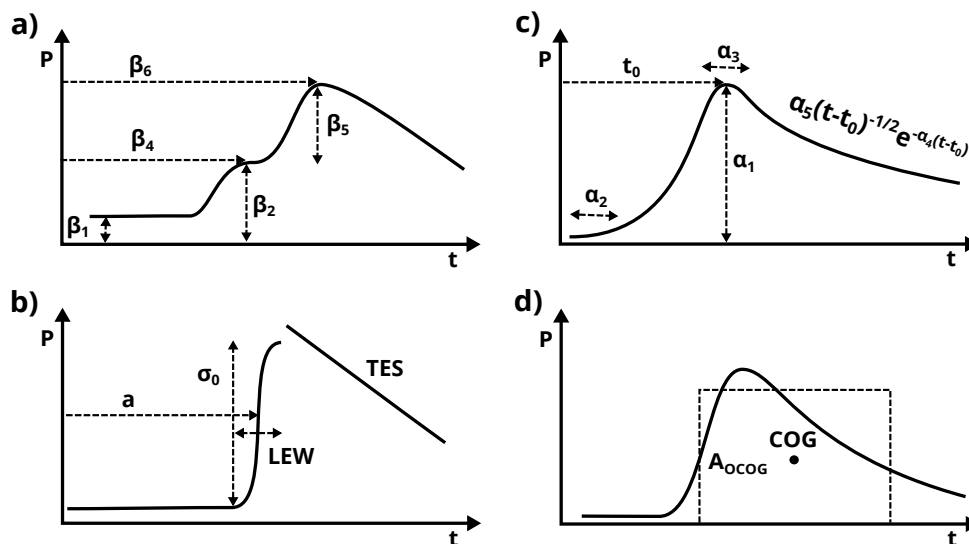 a)
P
β₆
β₄
β₅
β₂
β₁
t
c)
P
t₀
α₃
α₅(t-t₀)⁻¹/²e⁻α₄(t-t₀)
α₁
α₂
t
b)
P
σ₀
TES
a
LEW
t
d)
P
COG
A_OCOG
t